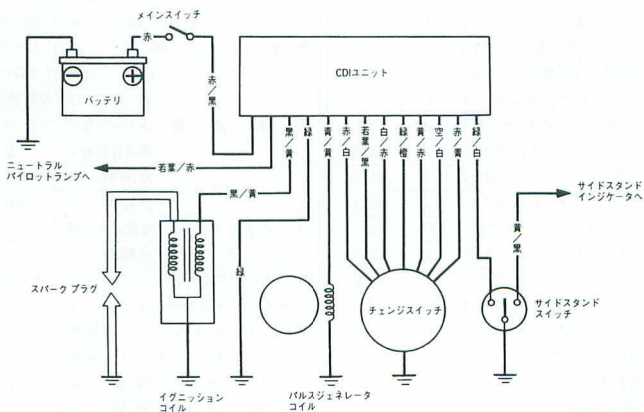 メインスイッチ
赤
バッテリ
赤/黒
CDIユニット
黒/黄
緑
青/黄
赤/白
若葉/黒
白/赤
緑/橙
黄/赤
空/白
赤/青
緑/白
ニュートラル
パイロットランプへ
若葉/赤
黒/黄
サイドスタンド
インジケータへ
黄/黒
スパーク プラグ
緑
チェンジスイッチ
サイドスタンド
スイッチ
イグニッション
コイル
パルスジェネレータ
コイル